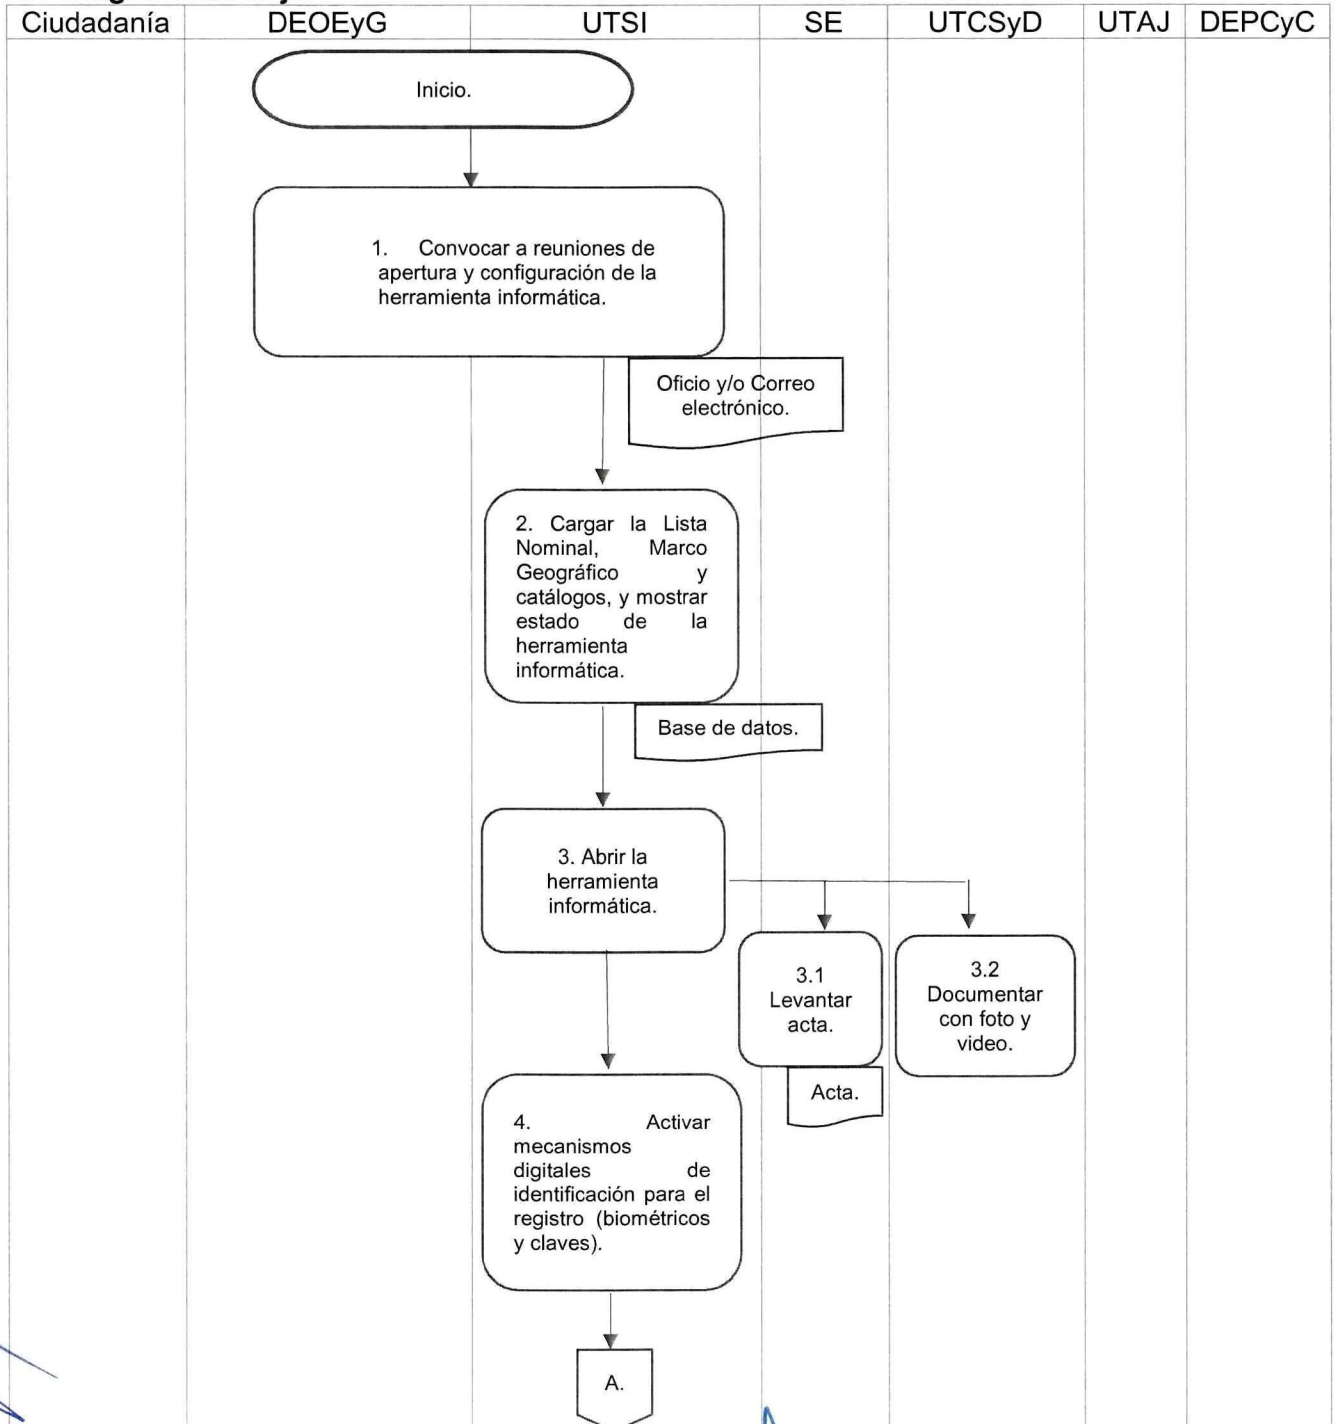 Ciudadanía DEOEyG UTSI SE UTCSyD UTAJ DEPCyC
Inicio.
1. Convocar a reuniones de
apertura y configuración de la
herramienta informática.
Oficio y/o Correo
electrónico.
2. Cargar la Lista
Nominal, Marco
Geográfico y
catálogos, y mostrar
estado de la
herramienta
informática.
Base de datos.
3. Abrir la
herramienta
informática.
3.1
Levantar
acta.
3.2
Documentar
con foto y
video.
Acta.
4. Activar
mecanismos
digitales de
identificación para el
registro (biométricos
y claves).
A.